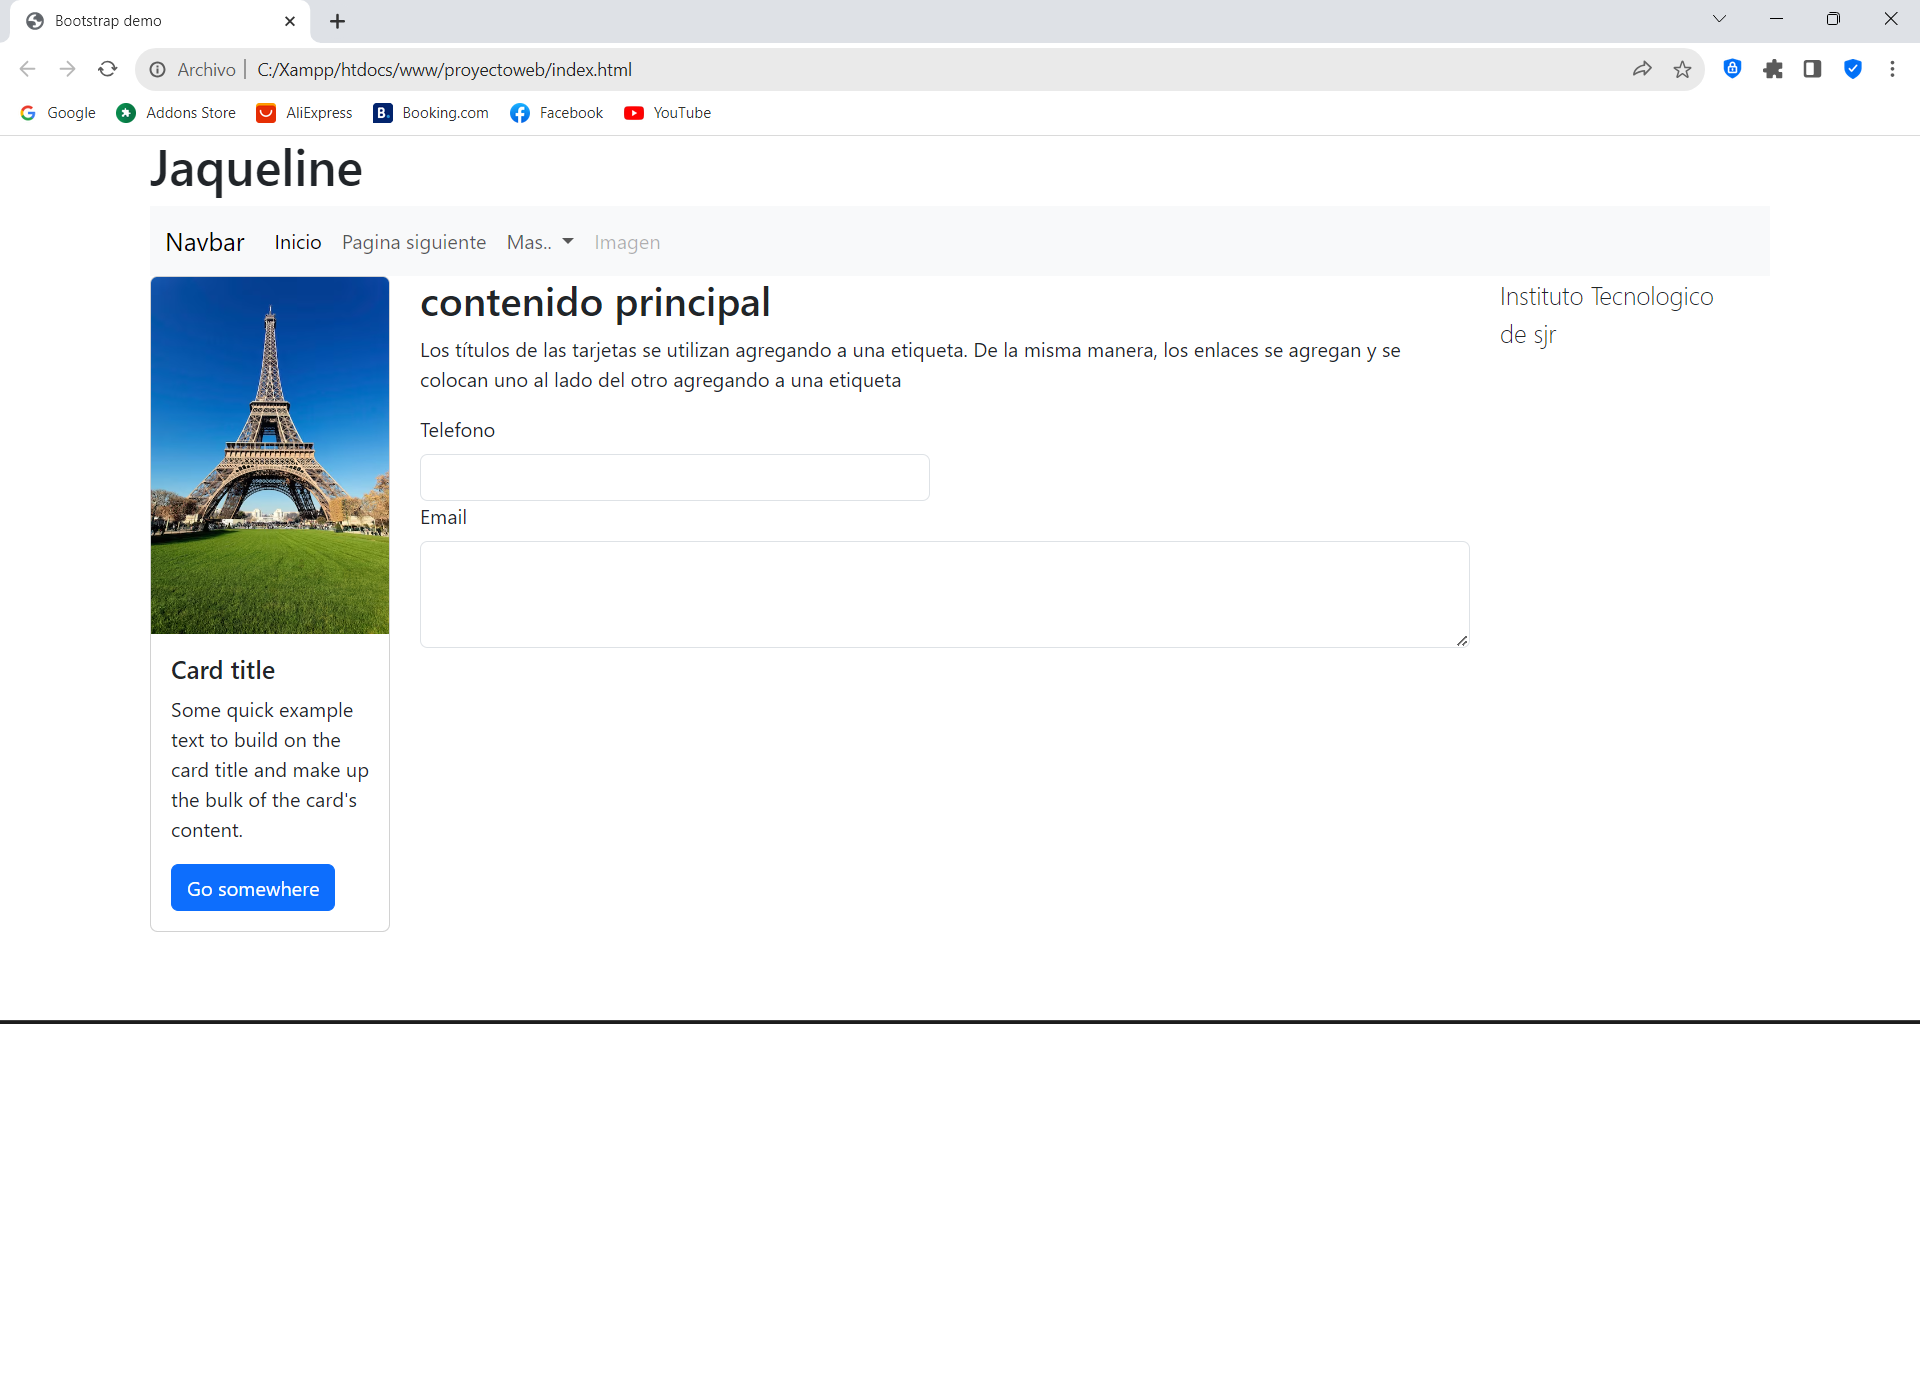 Bootstrap demo
Archivo | C:/Xampp/htdocs/www/proyectoweb/index.html
Google Addons Store AliExpress B. Booking.com Facebook YouTube
Jaqueline
Navbar Inicio Pagina siguiente Mas.. Imagen
contenido principal
Los títulos de las tarjetas se utilizan agregando a una etiqueta. De la misma manera, los enlaces se agregan y se
colocan uno al lado del otro agregando a una etiqueta
Telefono
Email
Instituto Tecnologico
de sjr
Card title
Some quick example
text to build on the
card title and make up
the bulk of the card's
content.
Go somewhere